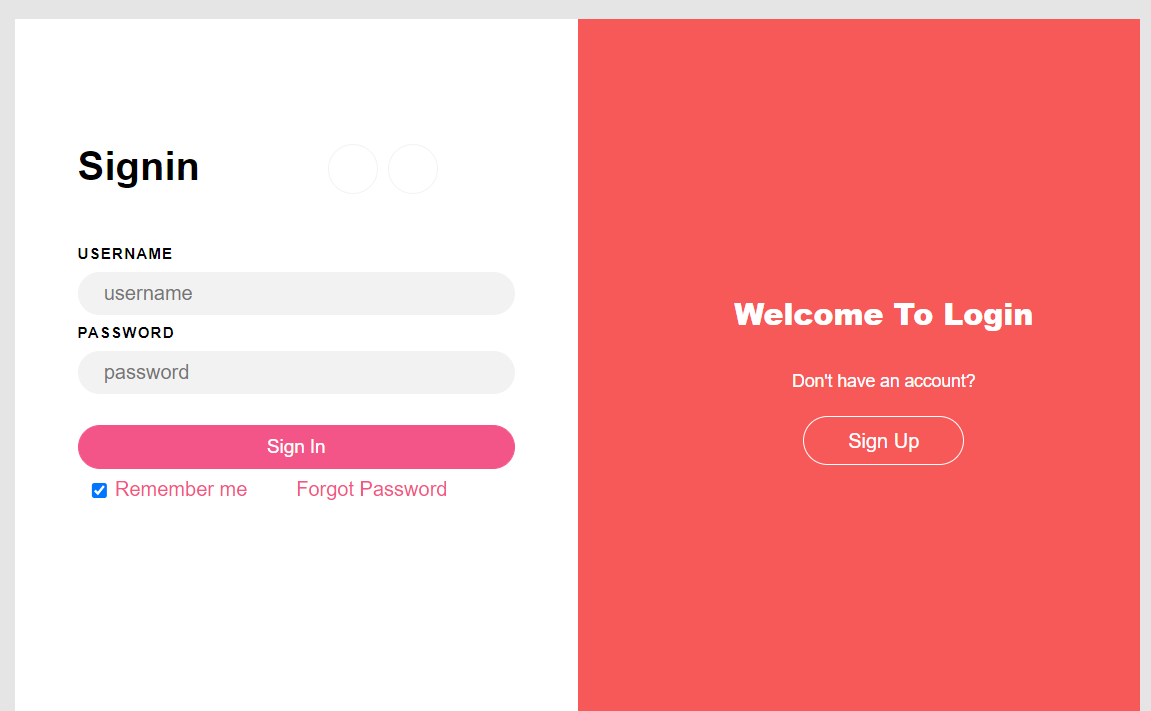 Signin
USERNAME
username
PASSWORD
password
Sign In
Remember me
Forgot Password
Welcome To Login
Don't have an account?
Sign Up